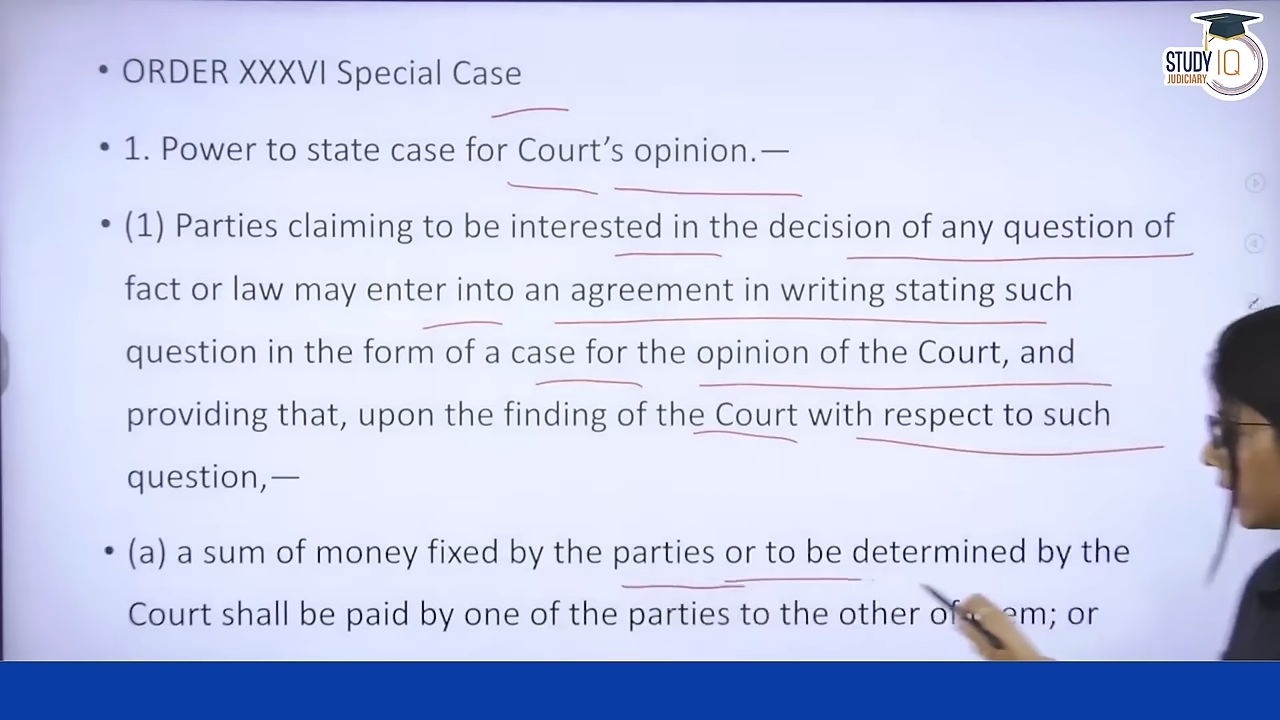 STUDY IQ
JUDICIARY
• ORDER XXXVI Special Case
• 1. Power to state case for Court’s opinion.—
• (1) Parties claiming to be interested in the decision of any question of
fact or law may enter into an agreement in writing stating such
question in the form of a case for the opinion of the Court, and
providing that, upon the finding of the Court with respect to such
question,—
• (a) a sum of money fixed by the parties or to be determined by the
Court shall be paid by one of the parties to the other of; or